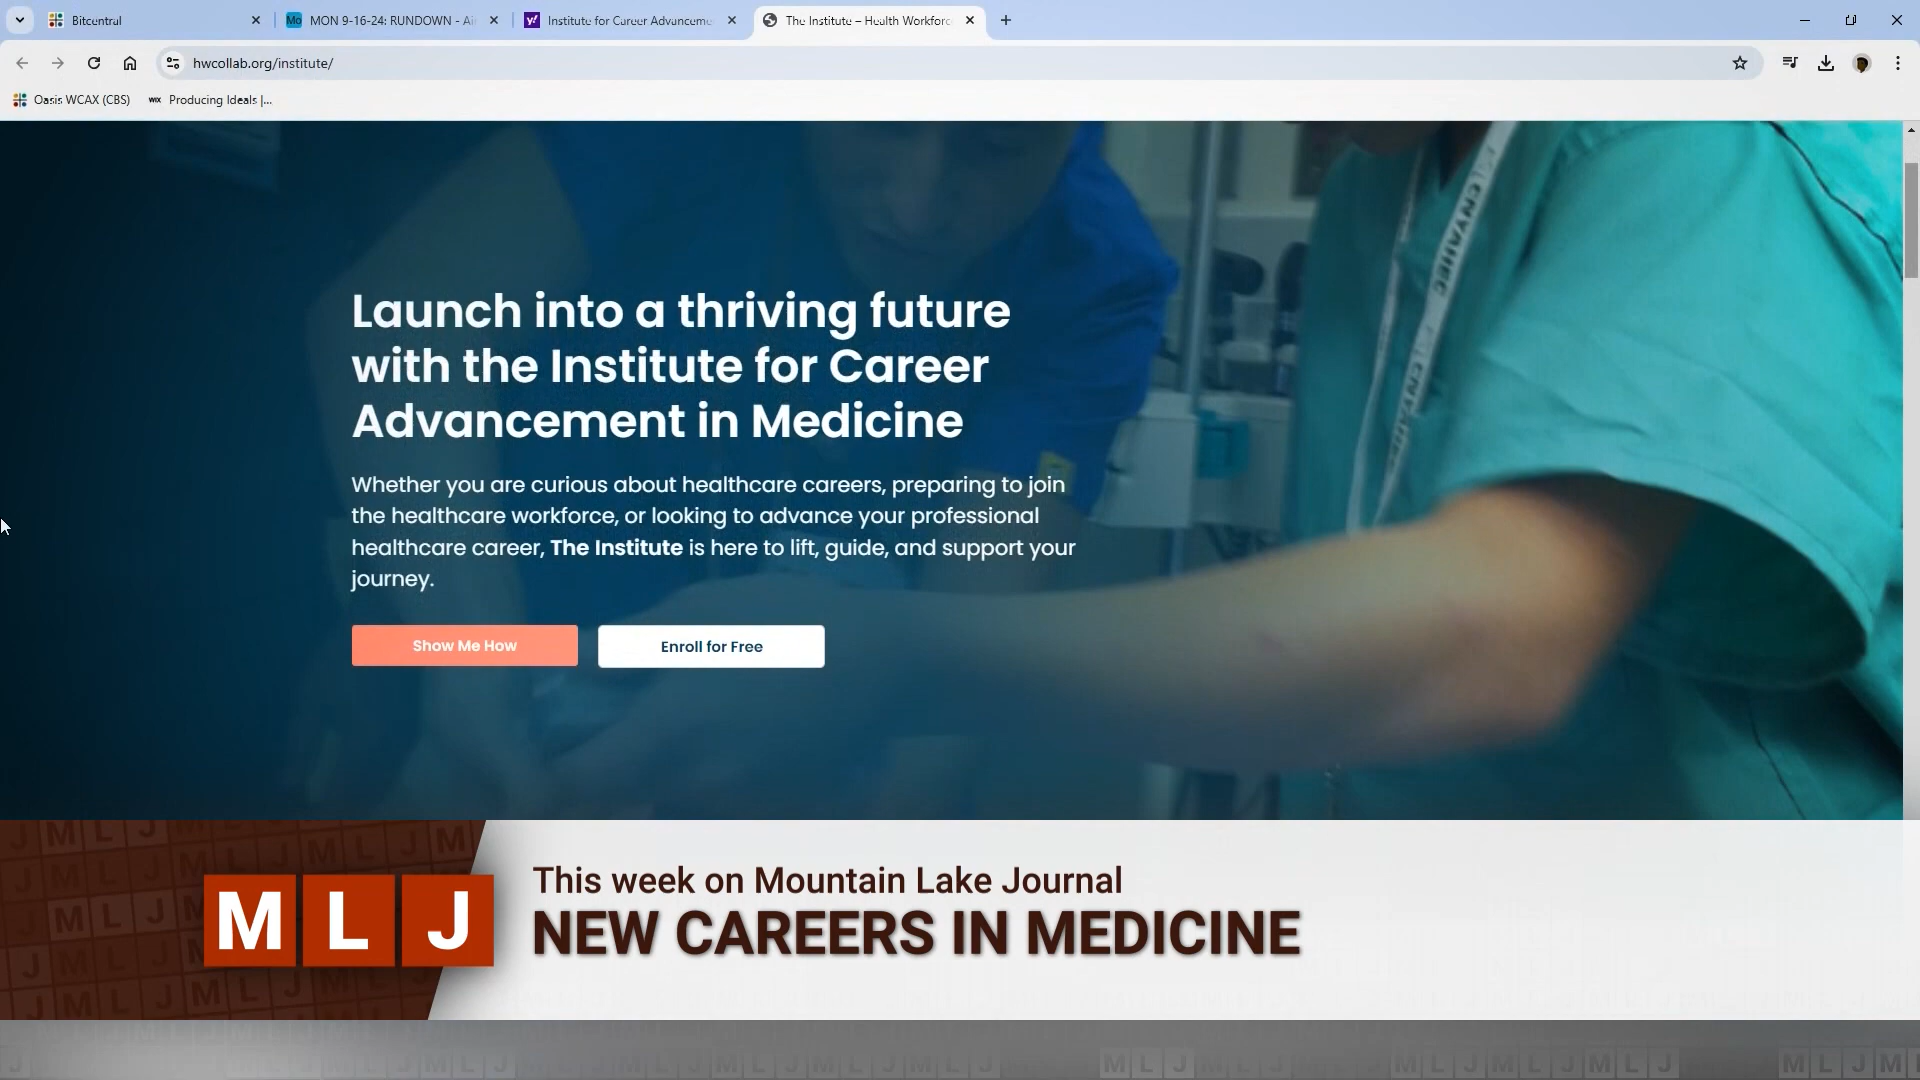 Bitcentral
MON 9-16-24: RUNDOWN - Air
Institute for Career Advanceme
The Institute – Health Workforc
hwcollab.org/institute/
Oasis WCAX (CBS)
WIX
Producing Ideals |...
Launch into a thriving future
with the Institute for Career
Advancement in Medicine
Whether you are curious about healthcare careers, preparing to join
the healthcare workforce, or looking to advance your professional
healthcare career, The Institute is here to lift, guide, and support your
journey.
Show Me How
Enroll for Free
M L J
This week on Mountain Lake Journal
NEW CAREERS IN MEDICINE